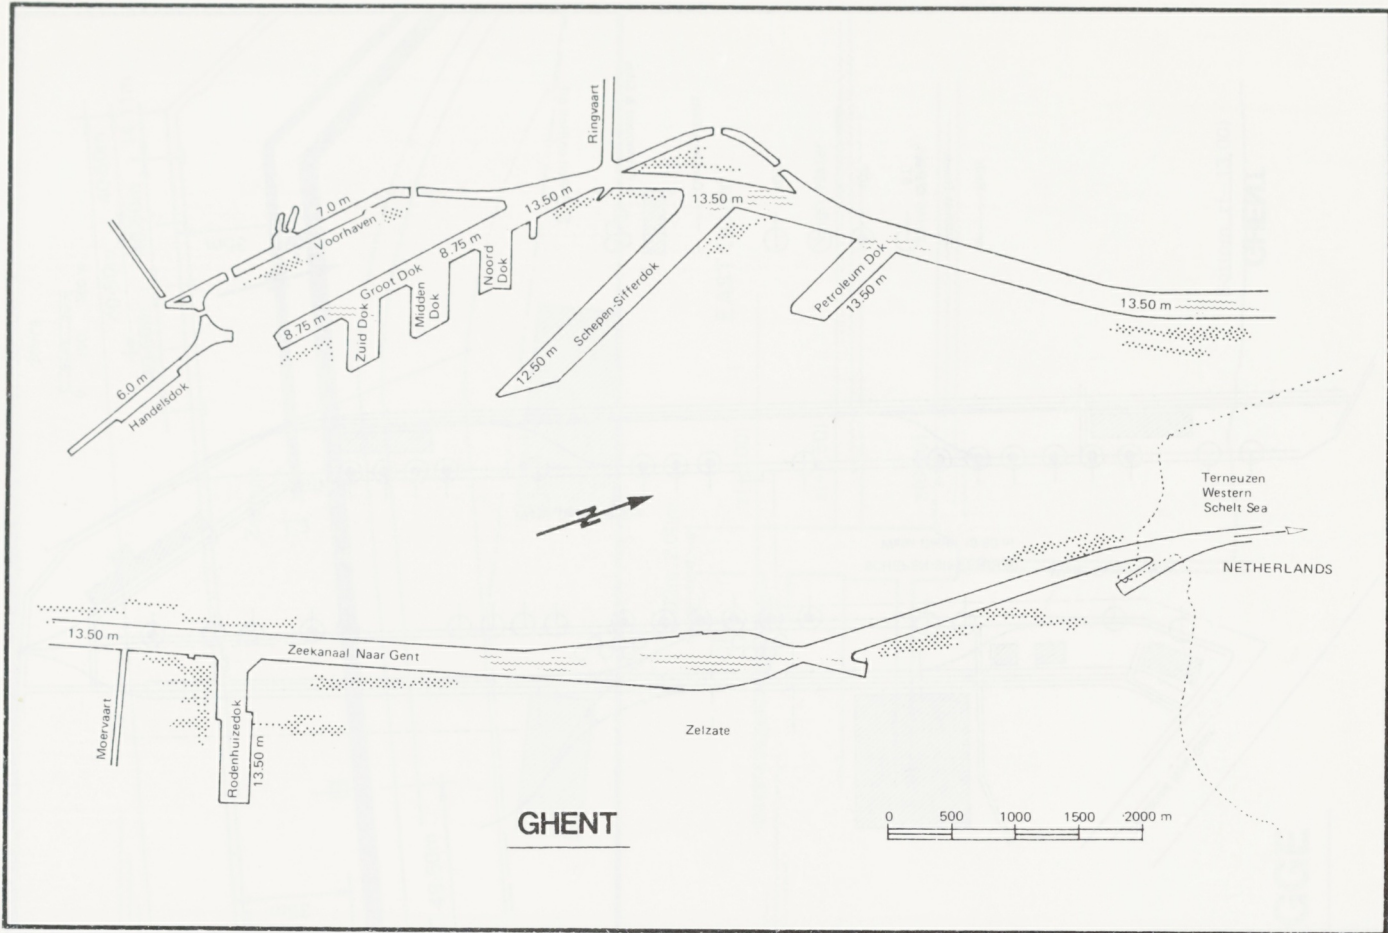 Ringvaart
7.0 m
Voorhaven
13.50 m
13.50 m
8.75 m
Noord
Dok
Groot Dok
Midden
Dok
8.75 m
Zuid Dok
Petroleum Dok
13.50 m
13.50 m
Schepen-Sifferdok
12.50 m
6.0 m
Handelsdok
Terneuzen
Western
Schelt Sea
N
NETHERLANDS
13.50 m
Zeekanaal Naar Gent
Moervaart
Rodenhuizedok
13.50 m
Zelzate
GHENT
0 500 1000 1500 2000 m